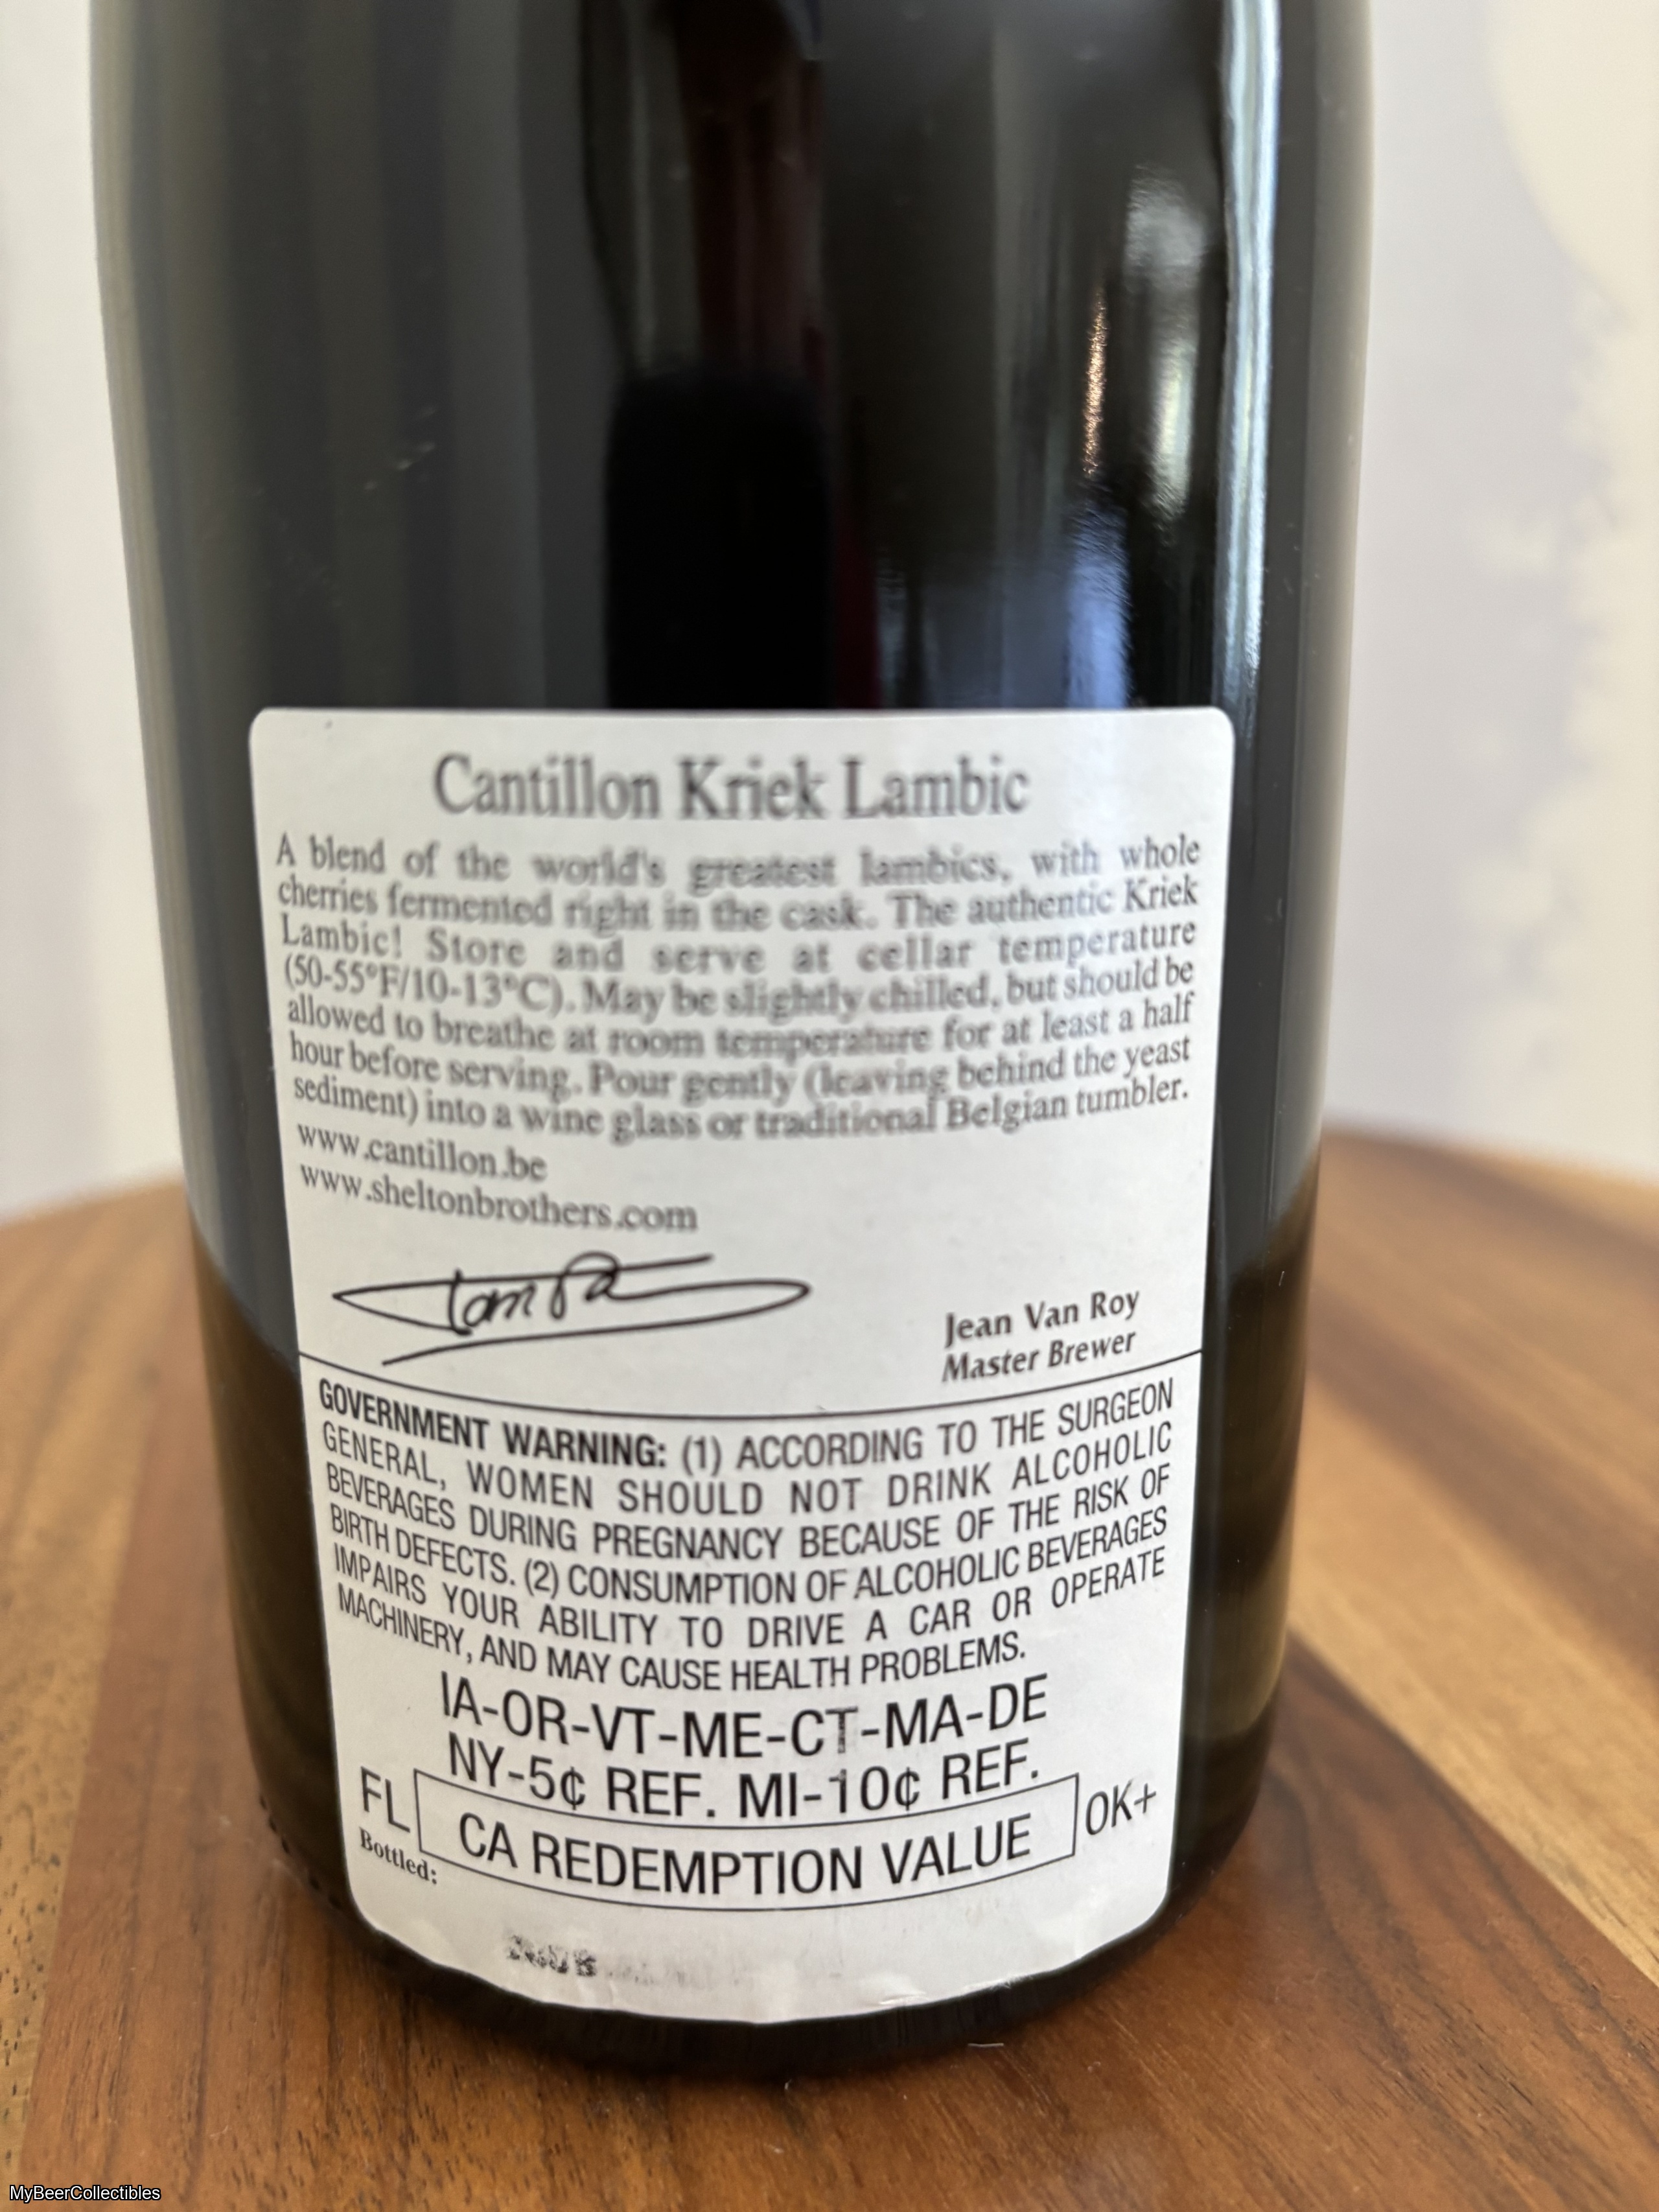 Cantillon Kriek Lambic
A blend of the world's greatest lambics, with whole
cherries fermented right in the cask. The authentic Kriek
Lambic! Store and serve at cellar temperature
(50-55°F/10-13°C). May be slightly chilled, but should be
allowed to breathe at room temperature for at least a half
hour before serving. Pour gently (leaving behind the yeast
sediment) into a wine glass or traditional Belgian tumbler.
www.cantillon.be
www.sheltonbrothers.com
Jean Van Roy
Master Brewer
GOVERNMENT WARNING: (1) ACCORDING TO THE SURGEON
GENERAL, WOMEN SHOULD NOT DRINK ALCOHOLIC
BEVERAGES DURING PREGNANCY BECAUSE OF THE RISK OF
BIRTH DEFECTS. (2) CONSUMPTION OF ALCOHOLIC BEVERAGES
IMPAIRS YOUR ABILITY TO DRIVE A CAR OR OPERATE
MACHINERY, AND MAY CAUSE HEALTH PROBLEMS.
IA-OR-VT-ME-CT-MA-DE
NY-5¢ REF. MI-10¢ REF.
FL CA REDEMPTION VALUE OK+
Bottled:
MyBeerCollectibles